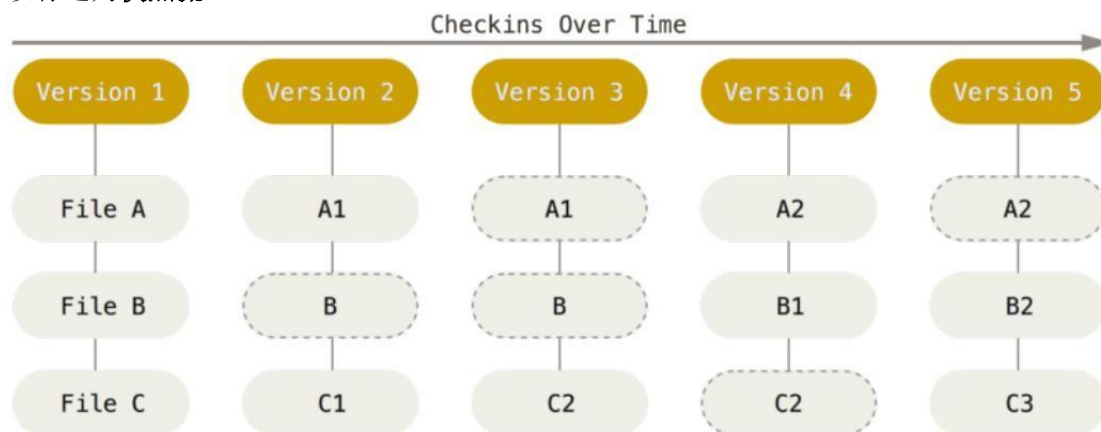 Checkins Over Time
Version 1 Version 2 Version 3 Version 4 Version 5
File A A1 A1 A2 A2
File B B B B1 B2
File C C1 C2 C2 C3